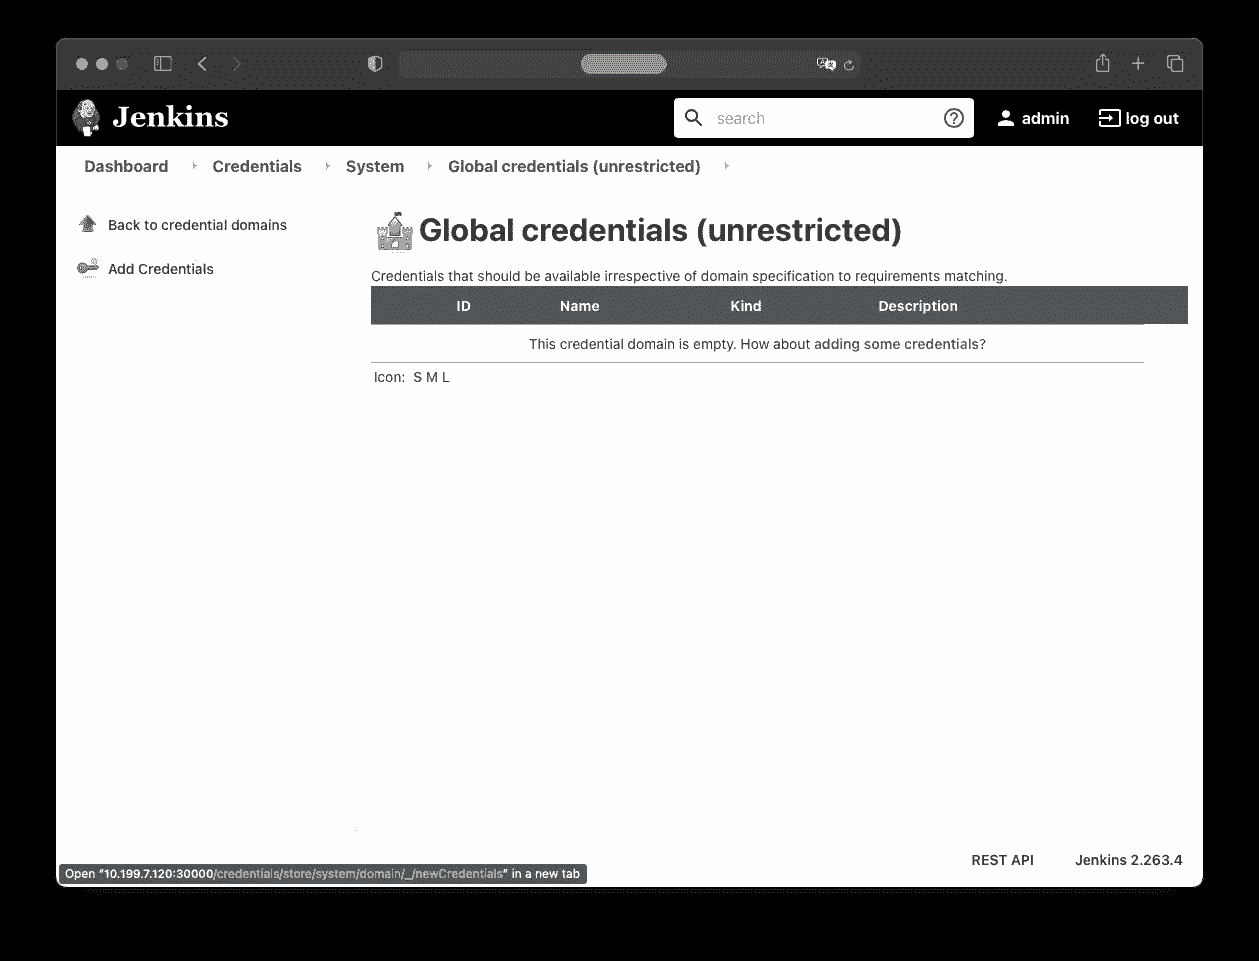 Jenkins
search
admin
log out
Dashboard Credentials System Global credentials (unrestricted)
Back to credential domains
Add Credentials
Global credentials (unrestricted)
Credentials that should be available irrespective of domain specification to requirements matching.
ID Name Kind Description
This credential domain is empty. How about adding some credentials?
Icon: S M L
REST API Jenkins 2.263.4
Open “10.199.7.120:30000/credentials/store/system/domain/_/newCredentials” in a new tab